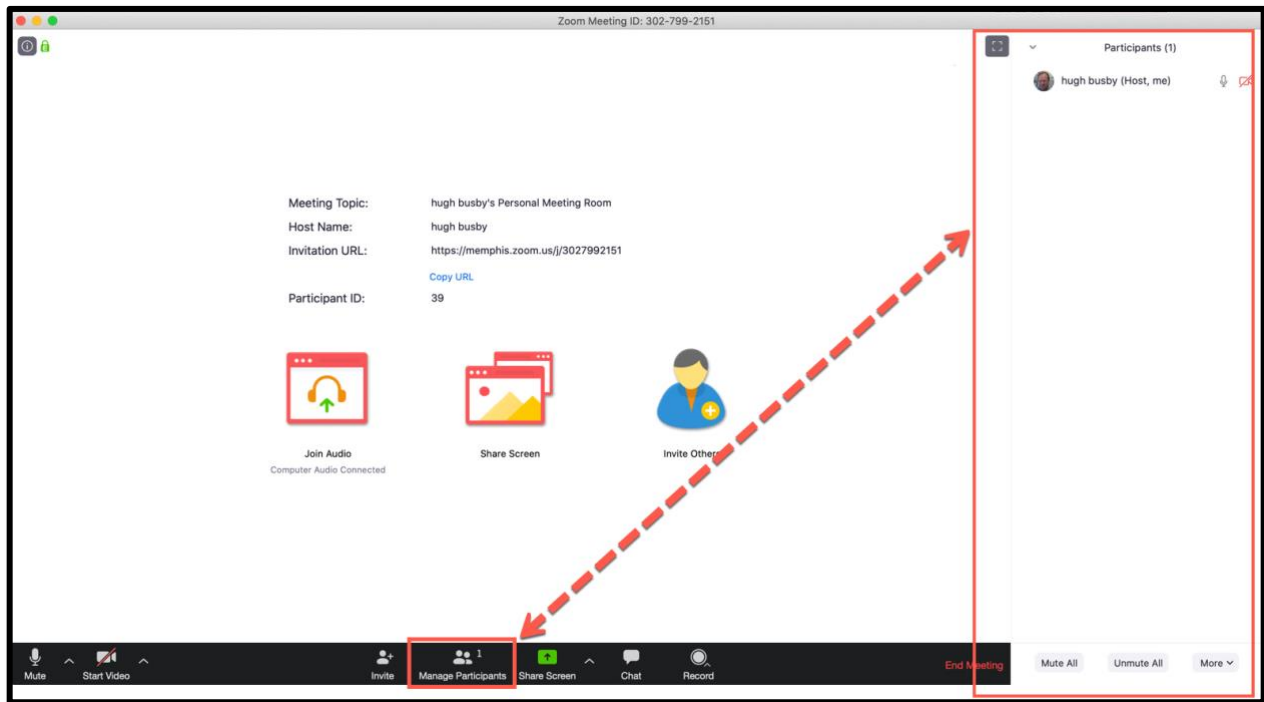 Zoom Meeting ID: 302-799-2151
Participants (1)
hugh busby (Host, me)
Meeting Topic: hugh busby's Personal Meeting Room
Host Name: hugh busby
Invitation URL: https://memphis.zoom.us/j/3027992151
Copy URL
Participant ID: 39
Join Audio Share Screen Invite Others
Computer Audio Connected
1
Mute Start Video Invite Manage Participants Share Screen Chat Record End Meeting Mute All Unmute All More